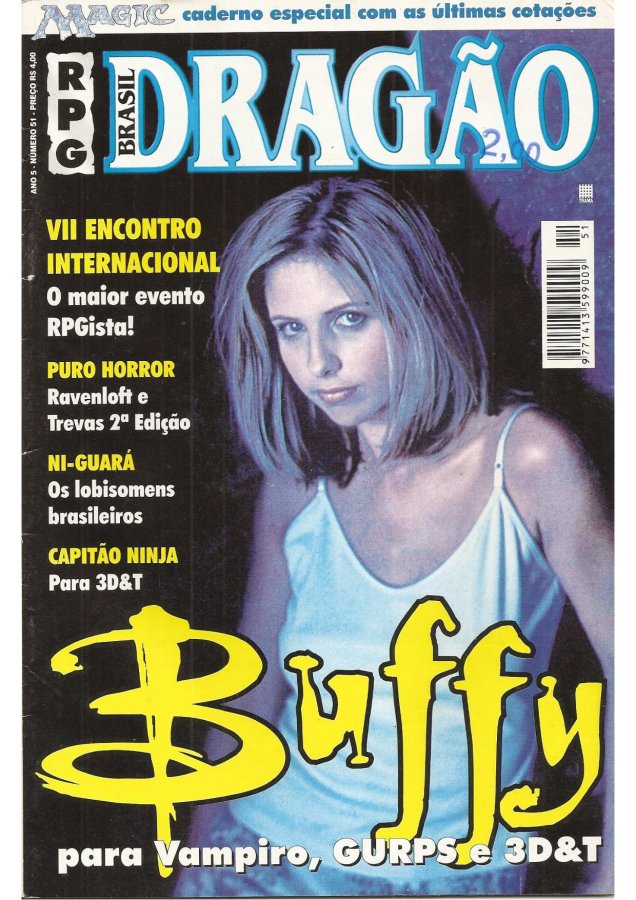 MAGIC caderno especial com as últimas cotações
ANO 5 - NÚMERO 51 - PREÇO R$ 4,00
RPG
BRASIL
DRAGÃO
2,00
TRAMA
VII ENCONTRO
INTERNACIONAL
O maior evento
RPGista!
51
9771413599009
PURO HORROR
Ravenloft e
Trevas 2ª Edição
NI-GUARÁ
Os lobisomens
brasileiros
CAPITÃO NINJA
Para 3D&T
Buffy
para Vampiro, GURPS e 3D&T